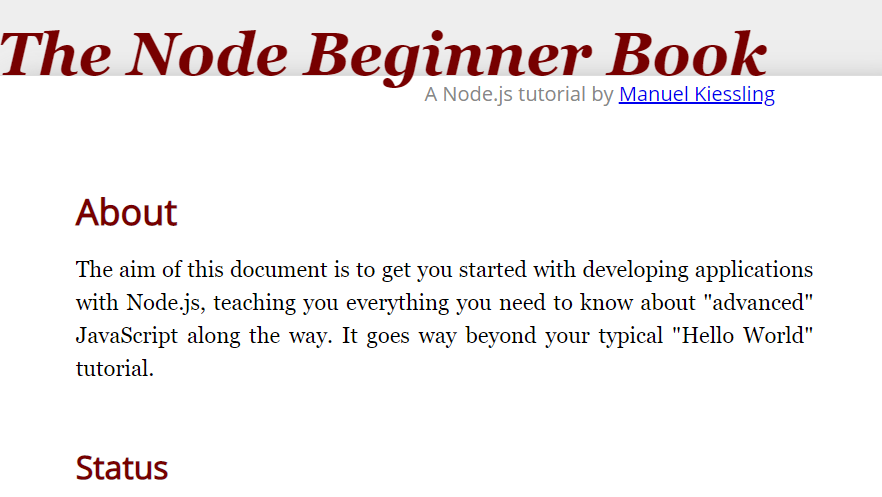 The Node Beginner Book
A Node.js tutorial by Manuel Kiessling
About
The aim of this document is to get you started with developing applications
with Node.js, teaching you everything you need to know about "advanced"
JavaScript along the way. It goes way beyond your typical "Hello World"
tutorial.
Status